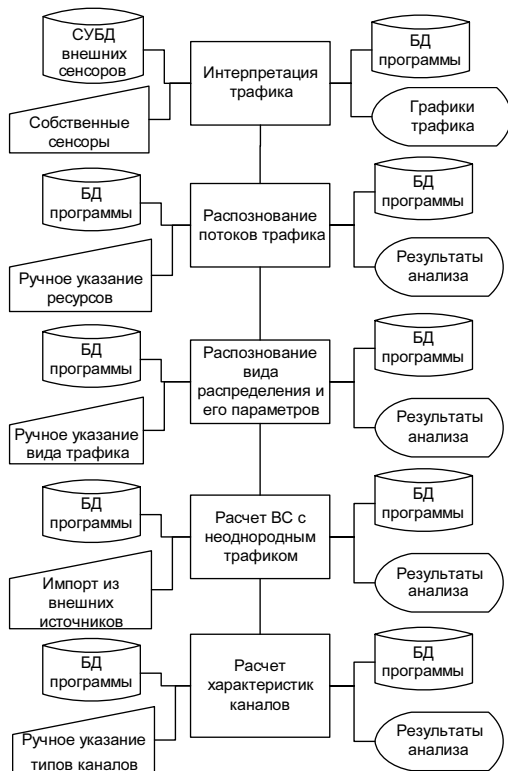 СУБД
внешних
сенсоров
Собственные
сенсоры
Интерпретация
трафика
БД
программы
Графики
трафика
БД
программы
Ручное указание
ресурсов
Распознование
потоков трафика
БД
программы
Результаты
анализа
БД
программы
Ручное указание
вида трафика
Распознование
вида
распределения и
его параметров
БД
программы
Результаты
анализа
БД
программы
Импорт из
внешних
источников
Расчет ВС с
неоднородным
трафиком
БД
программы
Результаты
анализа
БД
программы
Ручное указание
типов каналов
Расчет
характеристик
каналов
БД
программы
Результаты
анализа